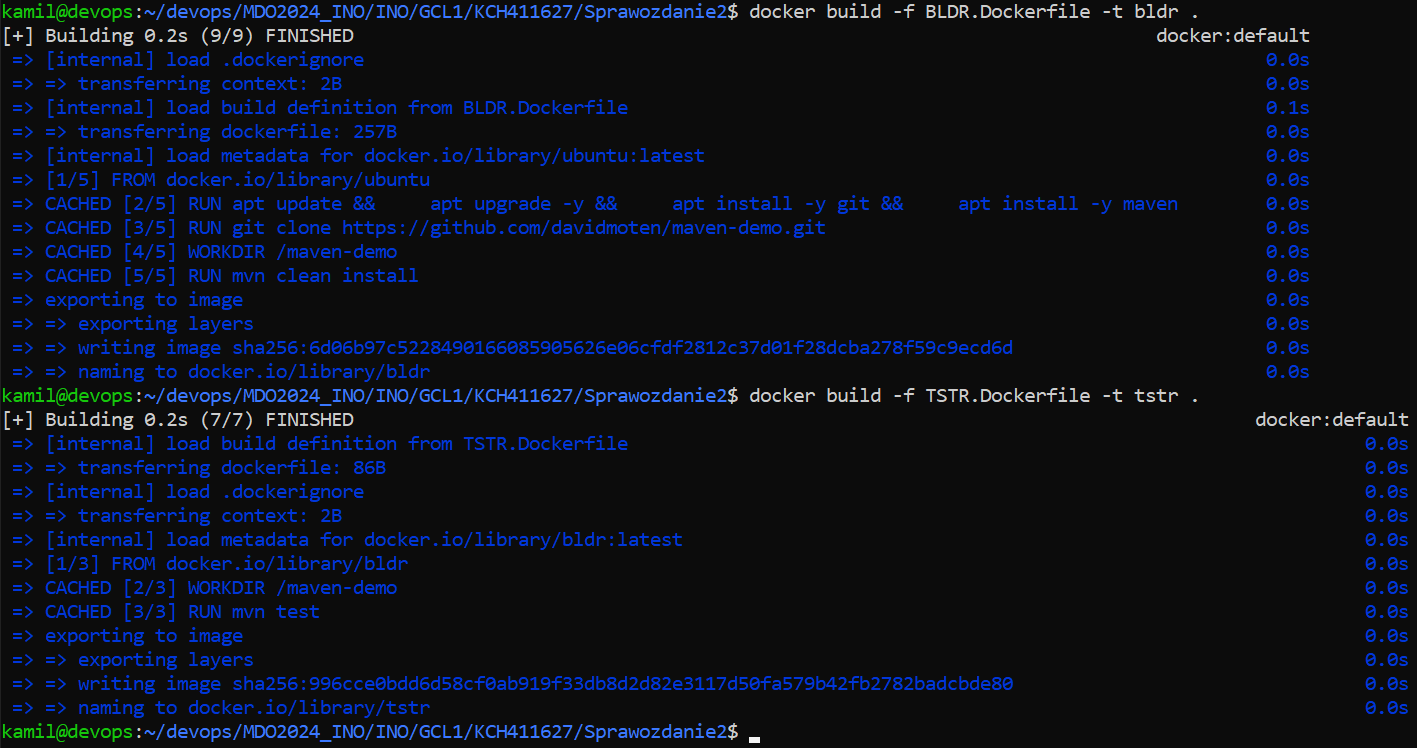 kamil@devops:~/devops/MDO2024_INO/INO/GCL1/KCH411627/Sprawozdanie2$ docker build -f BLDR.Dockerfile -t bldr .
[+] Building 0.2s (9/9) FINISHED docker:default
=> [internal] load .dockerignore 0.0s
=> => transferring context: 2B 0.0s
=> [internal] load build definition from BLDR.Dockerfile 0.1s
=> => transferring dockerfile: 257B 0.0s
=> [internal] load metadata for docker.io/library/ubuntu:latest 0.0s
=> [1/5] FROM docker.io/library/ubuntu 0.0s
=> CACHED [2/5] RUN apt update &&     apt upgrade -y &&     apt install -y git &&     apt install -y maven 0.0s
=> CACHED [3/5] RUN git clone https://github.com/davidmoten/maven-demo.git 0.0s
=> CACHED [4/5] WORKDIR /maven-demo 0.0s
=> CACHED [5/5] RUN mvn clean install 0.0s
=> exporting to image 0.0s
=> => exporting layers 0.0s
=> => writing image sha256:6d06b97c5228490166085905626e06cfdf2812c37d01f28dcba278f59c9ecd6d 0.0s
=> => naming to docker.io/library/bldr 0.0s
kamil@devops:~/devops/MDO2024_INO/INO/GCL1/KCH411627/Sprawozdanie2$ docker build -f TSTR.Dockerfile -t tstr .
[+] Building 0.2s (7/7) FINISHED docker:default
=> [internal] load build definition from TSTR.Dockerfile 0.0s
=> => transferring dockerfile: 86B 0.0s
=> [internal] load .dockerignore 0.0s
=> => transferring context: 2B 0.0s
=> [internal] load metadata for docker.io/library/bldr:latest 0.0s
=> [1/3] FROM docker.io/library/bldr 0.0s
=> CACHED [2/3] WORKDIR /maven-demo 0.0s
=> CACHED [3/3] RUN mvn test 0.0s
=> exporting to image 0.0s
=> => exporting layers 0.0s
=> => writing image sha256:996cce0bdd6d58cf0ab919f33db8d2d82e3117d50fa579b42fb2782badcbde80 0.0s
=> => naming to docker.io/library/tstr 0.0s
kamil@devops:~/devops/MDO2024_INO/INO/GCL1/KCH411627/Sprawozdanie2$